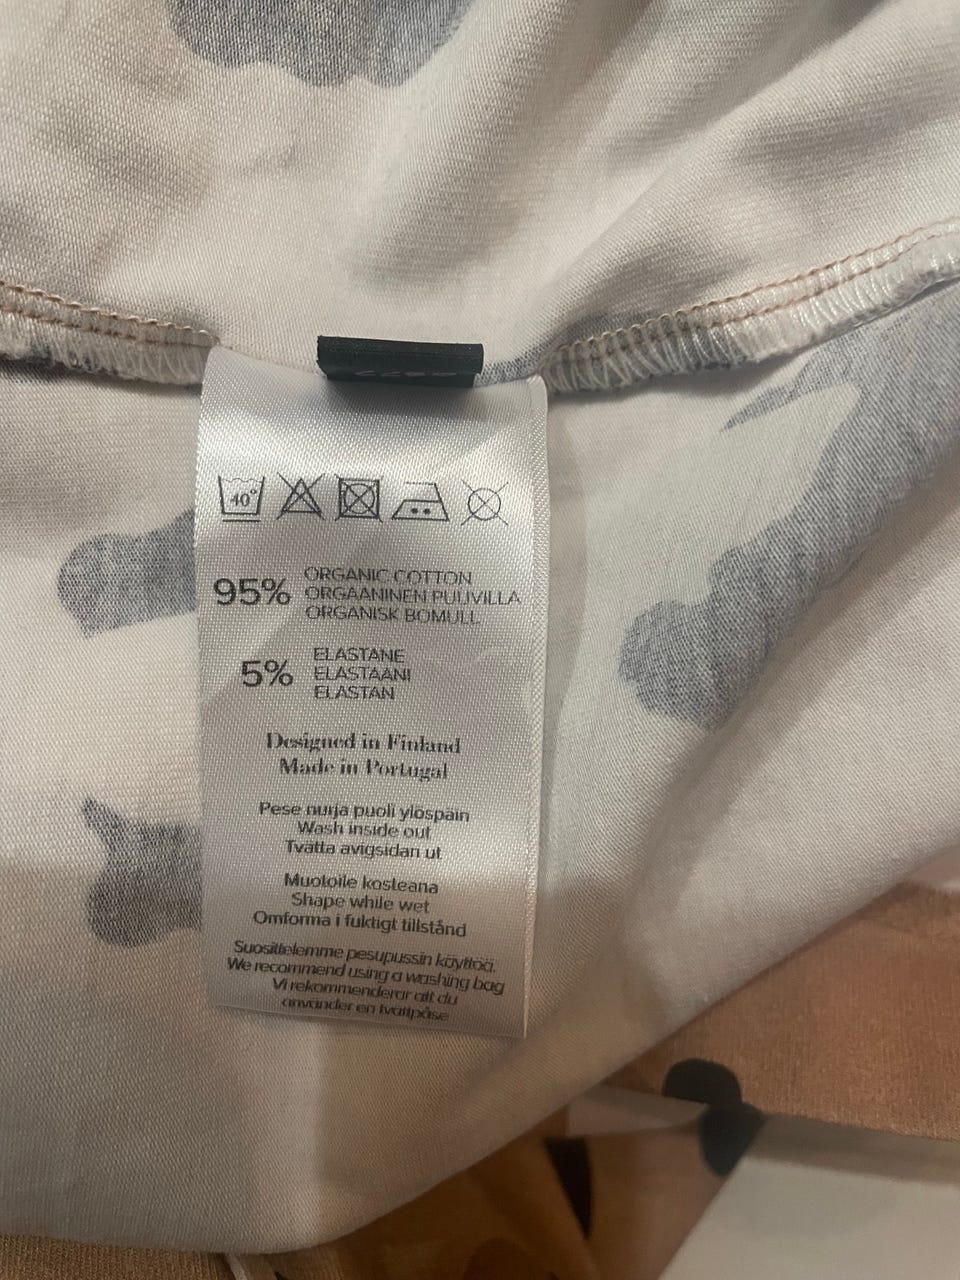 40°
95% ORGANIC COTTON
ORGAANINEN PUUVILLA
ORGANISK BOMULL
5% ELASTANE
ELASTAANI
ELASTAN
Designed in Finland
Made in Portugal
Pese nurja puoli ylöspäin
Wash inside out
Tvätta avigsidan ut
Muotoile kosteana
Shape while wet
Omforma i fuktigt tillstånd
Suosittelemme pesupussin käyttöä.
We recommend using a washing bag
Vi rekommenderar att du
använder en tvättpåse